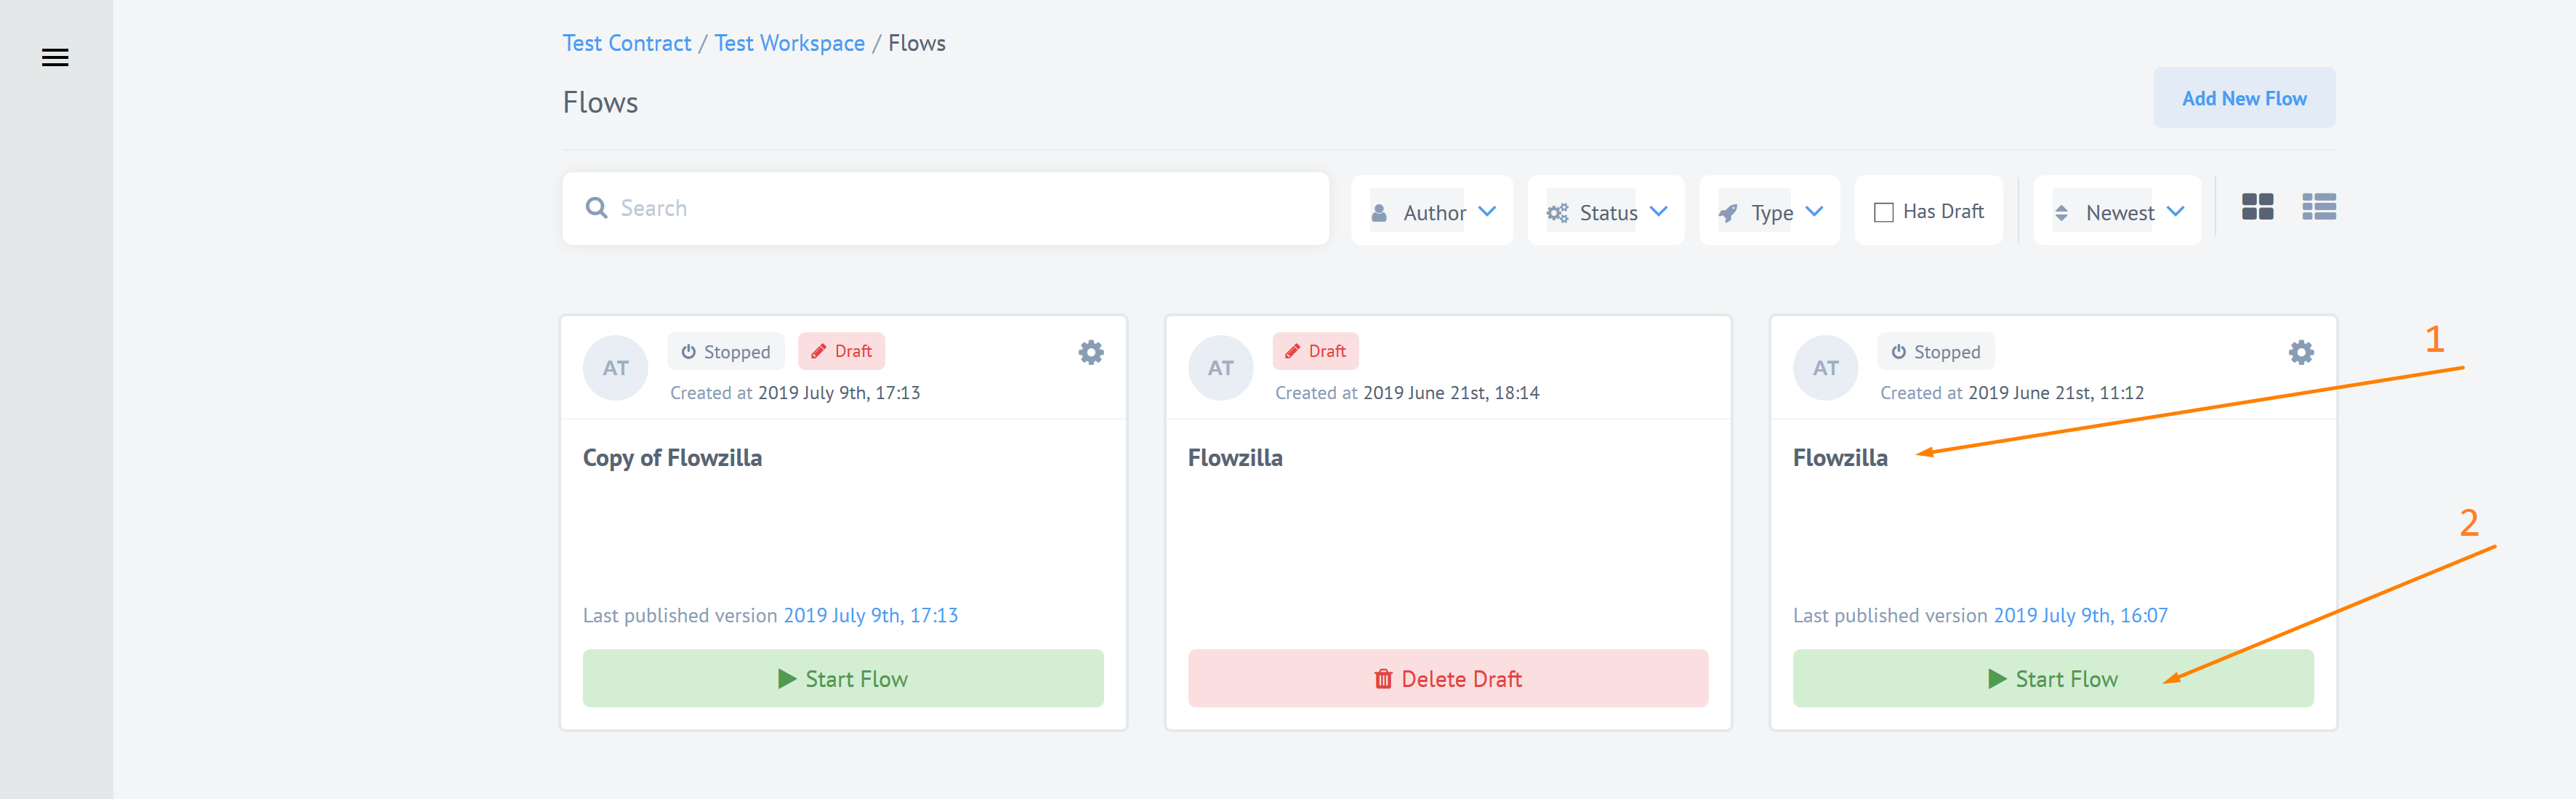 Test Contract / Test Workspace / Flows
Flows
Add New Flow
Search
Author
Status
Type
Has Draft
Newest
AT
Stopped
Draft
Created at 2019 July 9th, 17:13
Copy of Flowzilla
Last published version 2019 July 9th, 17:13
Start Flow
AT
Draft
Created at 2019 June 21st, 18:14
Flowzilla
Delete Draft
AT
Stopped
Created at 2019 June 21st, 11:12
Flowzilla
Last published version 2019 July 9th, 16:07
Start Flow
1
2